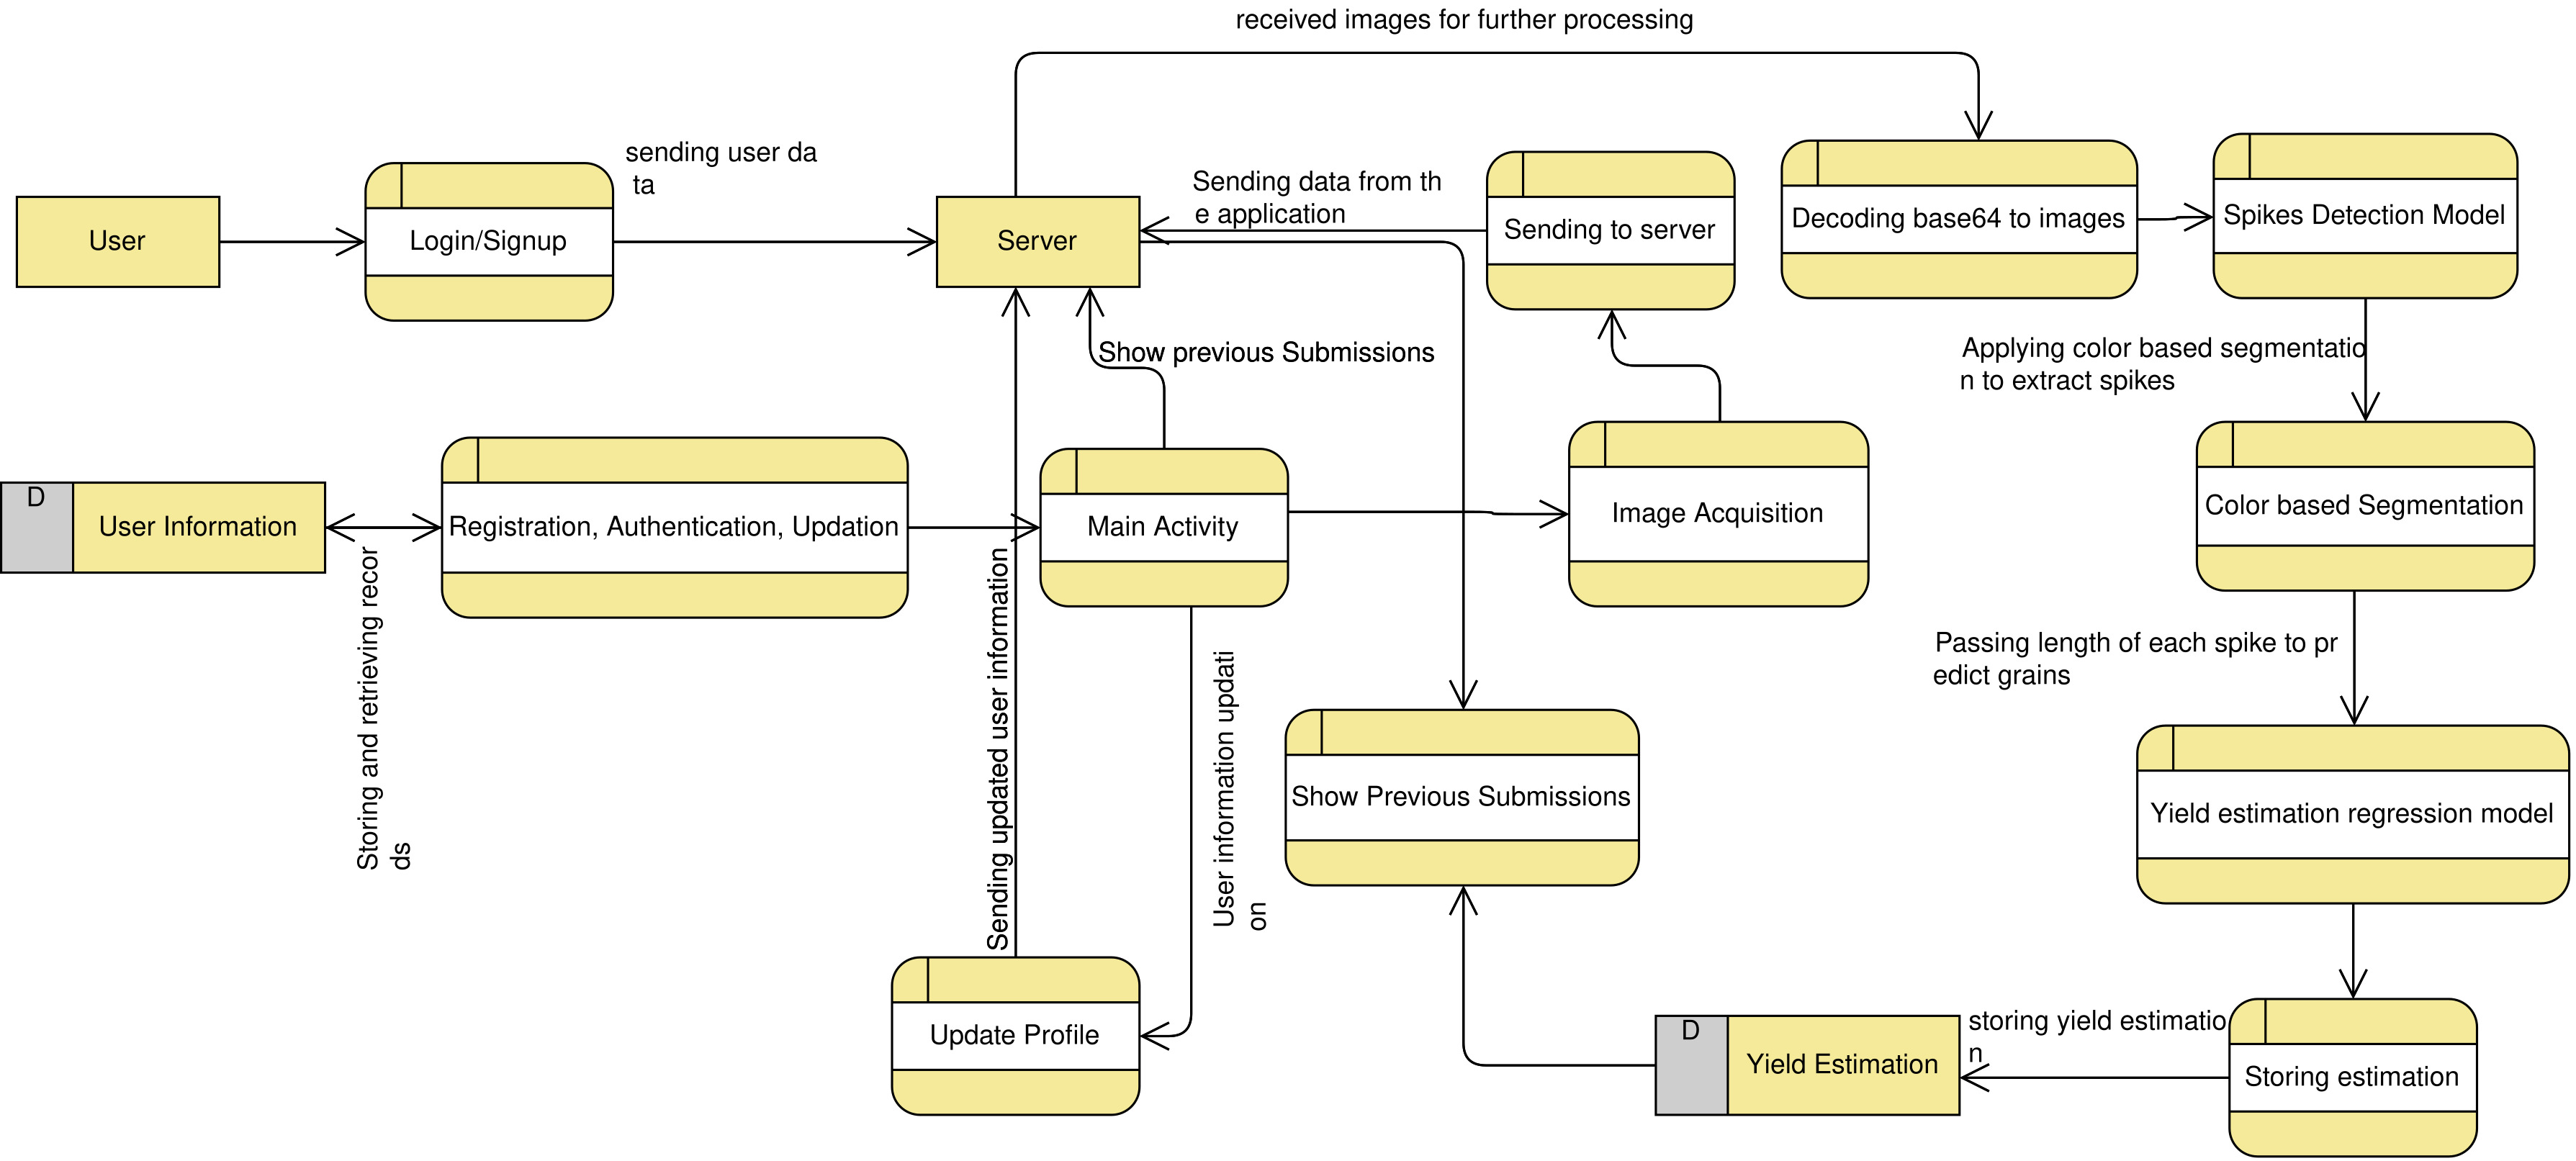 received images for further processing
sending user da
ta
Sending data from th
e application
User
Login/Signup
Server
Sending to server
Decoding base64 to images
Spikes Detection Model
Show previous Submissions
Applying color based segmentatio
n to extract spikes
D
User Information
Registration, Authentication, Updation
Main Activity
Image Acquisition
Color based Segmentation
Storing and retrieving recor
ds
Sending updated user information
User information updati
on
Passing length of each spike to pr
edict grains
Show Previous Submissions
Yield estimation regression model
Update Profile
D
Yield Estimation
storing yield estimatio
n
Storing estimation